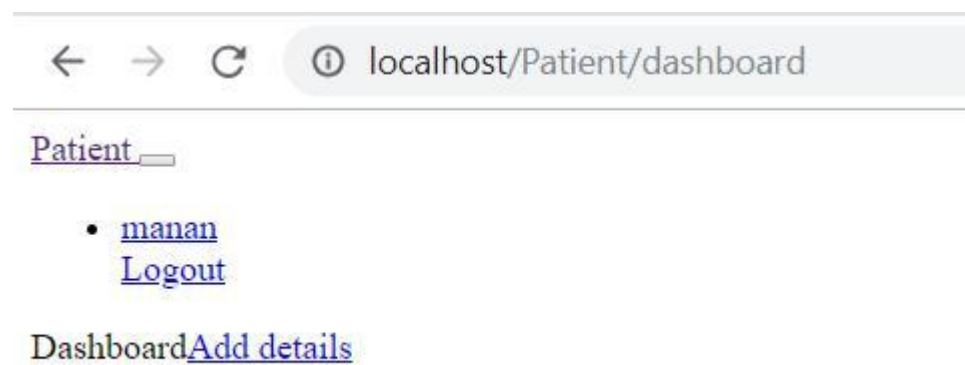 localhost/Patient/dashboard
Patient
manan
Logout
DashboardAdd details